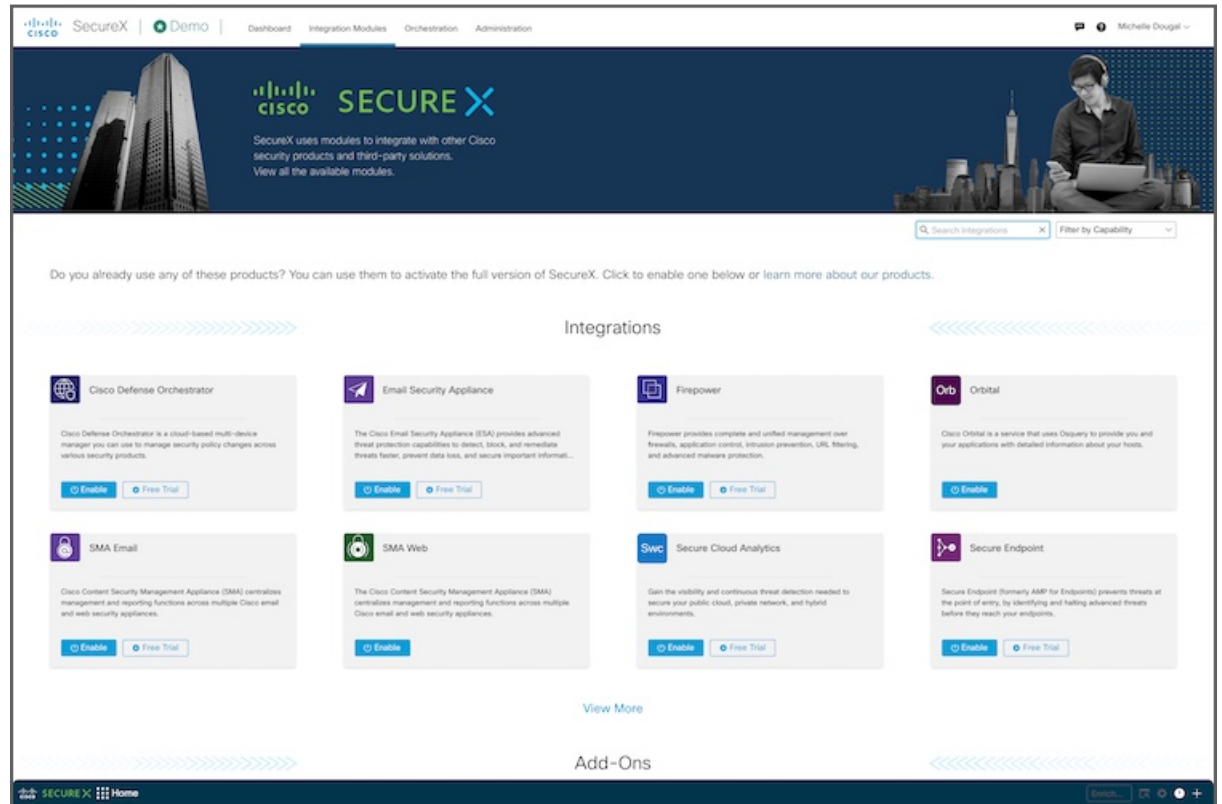 CISCO SecureX Demo Dashboard Integration Modules Orchestration Administration Michelle Dougal
CISCO SECURE X
SecureX uses modules to integrate with other Cisco
security products and third-party solutions.
View all the available modules.
Search Integrations Filter by Capability
Do you already use any of these products? You can use them to activate the full version of SecureX. Click to enable one below or learn more about our products.
Integrations
Cisco Defense Orchestrator
Cisco Defense Orchestrator is a cloud-based multi-device
manager you can use to manage security policy changes across
various security products.
Enable Free Trial
Email Security Appliance
The Cisco Email Security Appliance (ESA) provides advanced
threat protection capabilities to detect, block, and remediate
threats faster, prevent data loss, and secure important informati...
Enable Free Trial
Firepower
Firepower provides complete and unified management over
firewalls, application control, intrusion prevention, URL filtering,
and advanced malware protection.
Enable Free Trial
Orb Orbital
Cisco Orbital is a service that uses Osquery to provide you and
your applications with detailed information about your hosts.
Enable
SMA Email
Cisco Content Security Management Appliance (SMA) centralizes
management and reporting functions across multiple Cisco email
and web security appliances.
Enable Free Trial
SMA Web
The Cisco Content Security Management Appliance (SMA)
centralizes management and reporting functions across multiple
Cisco email and web security appliances.
Enable
Swc Secure Cloud Analytics
Gain the visibility and continuous threat detection needed to
secure your public cloud, private network, and hybrid
environments.
Enable Free Trial
Secure Endpoint
Secure Endpoint (formerly AMP for Endpoints) prevents threats at
the point of entry, by identifying and halting advanced threats
before they reach your endpoints.
Enable Free Trial
View More
Add-Ons
CISCO SECURE X Home Enrich...